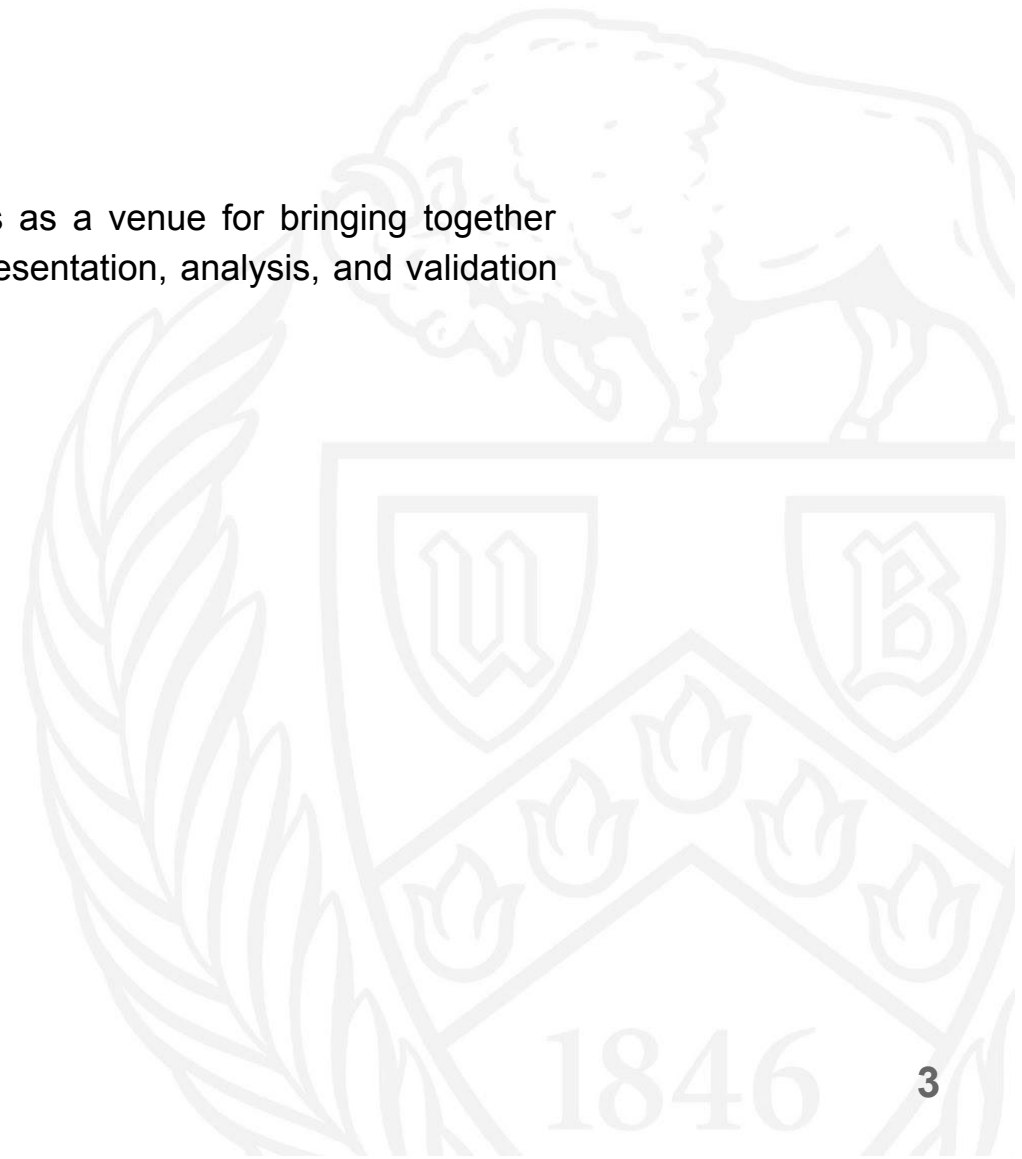 s as a venue for bringing together
esentation, analysis, and validation
U B
1846
3